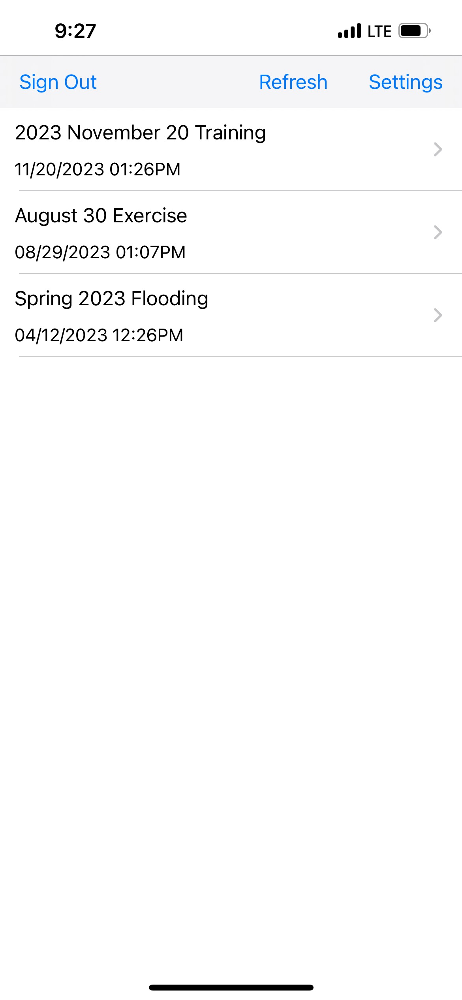 9:27 LTE
Sign Out Refresh Settings
2023 November 20 Training
11/20/2023 01:26PM
August 30 Exercise
08/29/2023 01:07PM
Spring 2023 Flooding
04/12/2023 12:26PM